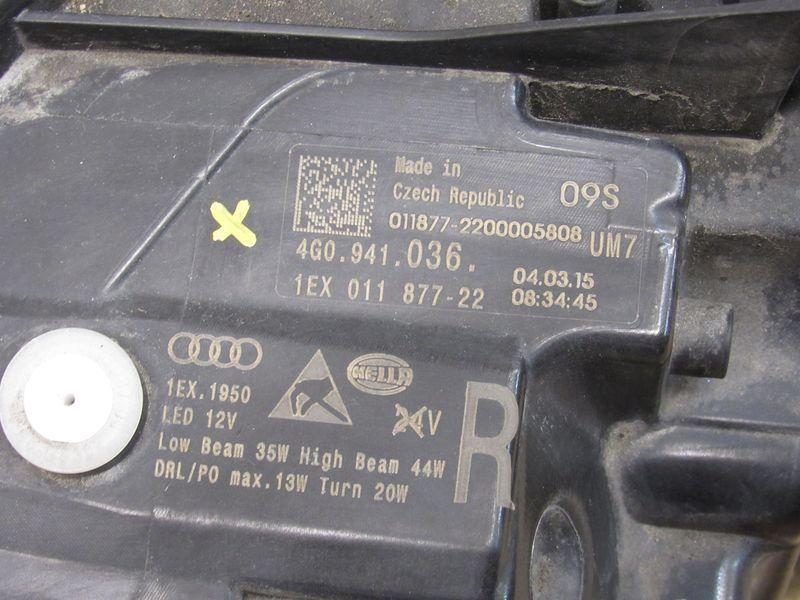 Made in
Czech Republic
09S
011877-2200005808
UM7
4G0.941.036.
04.03.15
1EX 011 877-22
08:34:45
HELLA
1EX.1950
LED 12V
24V
Low Beam 35W High Beam 44W
DRL/PO max.13W Turn 20W
R